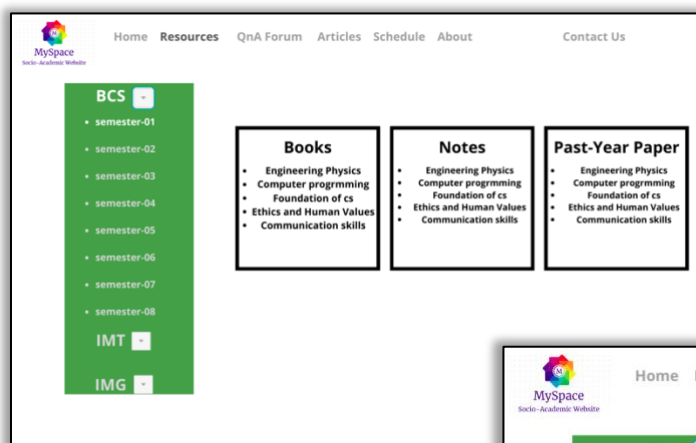 MySpace
Socio-Academic Website
Home Resources QnA Forum Articles Schedule About Contact Us
BCS
• semester-01
• semester-02
• semester-03
• semester-04
• semester-05
• semester-06
• semester-07
• semester-08
IMT
IMG
Books
• Engineering Physics
• Computer progrmming
• Foundation of cs
• Ethics and Human Values
• Communication skills
Notes
• Engineering Physics
• Computer progrmming
• Foundation of cs
• Ethics and Human Values
• Communication skills
Past-Year Paper
• Engineering Physics
• Computer progrmming
• Foundation of cs
• Ethics and Human Values
• Communication skills
M
MySpace
Socio-Academic Website
Home